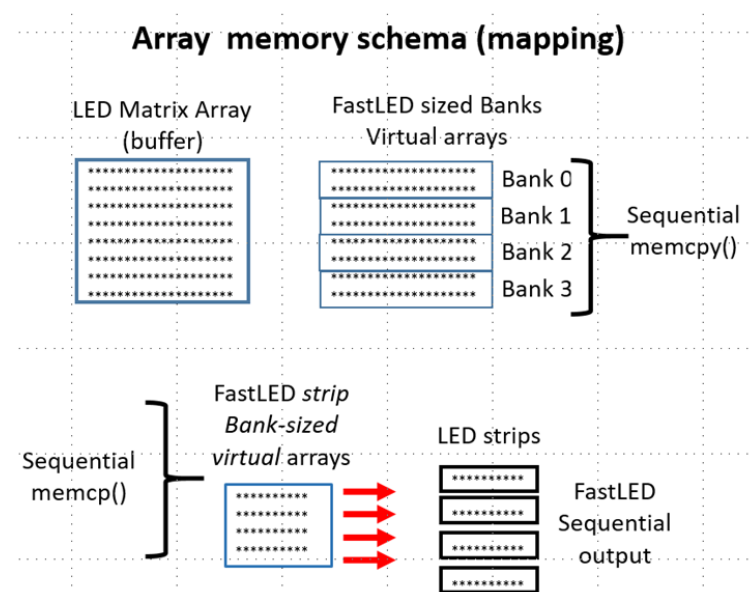 Array memory schema (mapping)
LED Matrix Array
(buffer)
********************
********************
********************
********************
********************
********************
********************
********************
FastLED sized Banks
Virtual arrays
********************
******************** Bank 0
********************
******************** Bank 1
********************
******************** Bank 2
********************
******************** Bank 3
Sequential
memcpy()
Sequential
memcp()
FastLED strip
Bank-sized
virtual arrays
**********
**********
**********
**********
LED strips
**********
**********
**********
**********
FastLED
Sequential
output